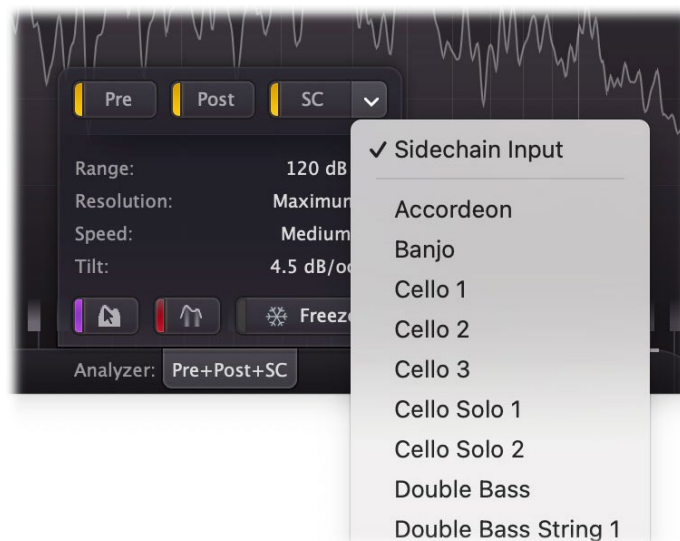 Pre Post SC
✓ Sidechain Input
Range: 120 dB
Accordeon
Resolution:
Banjo
Speed: Medium
Cello 1
Tilt: 4.5 dB/oc
Cello 2
Freeze
Cello 3
Analyzer: Pre+Post+SC
Cello Solo 1
Cello Solo 2
Double Bass
Double Bass String 1